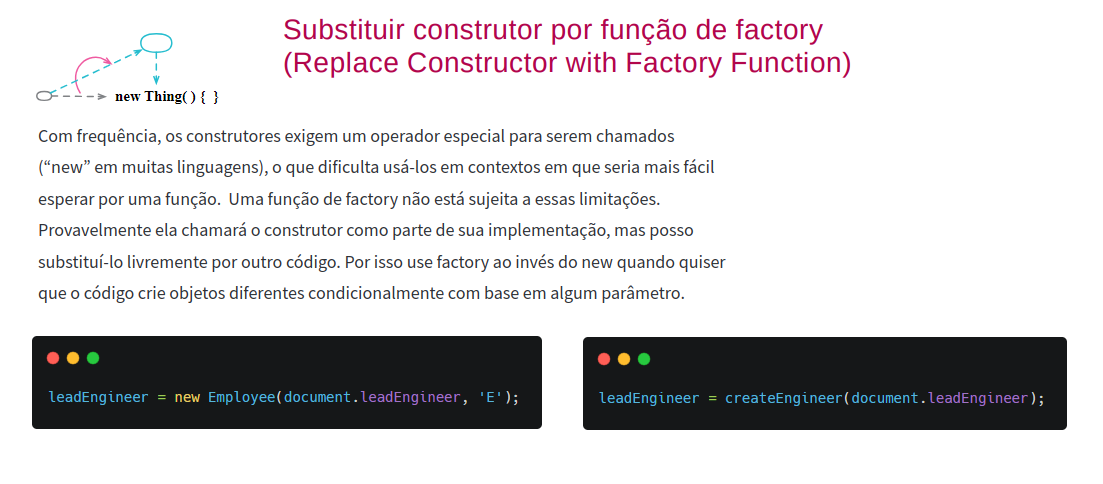 Substituir construtor por função de factory
(Replace Constructor with Factory Function)
new Thing( ) { }
Com frequência, os construtores exigem um operador especial para serem chamados
(“new” em muitas linguagens), o que dificulta usá-los em contextos em que seria mais fácil
esperar por uma função.  Uma função de factory não está sujeita a essas limitações.
Provavelmente ela chamará o construtor como parte de sua implementação, mas posso
substituí-lo livremente por outro código. Por isso use factory ao invés do new quando quiser
que o código crie objetos diferentes condicionalmente com base em algum parâmetro.
leadEngineer = new Employee(document.leadEngineer, 'E');
leadEngineer = createEngineer(document.leadEngineer);